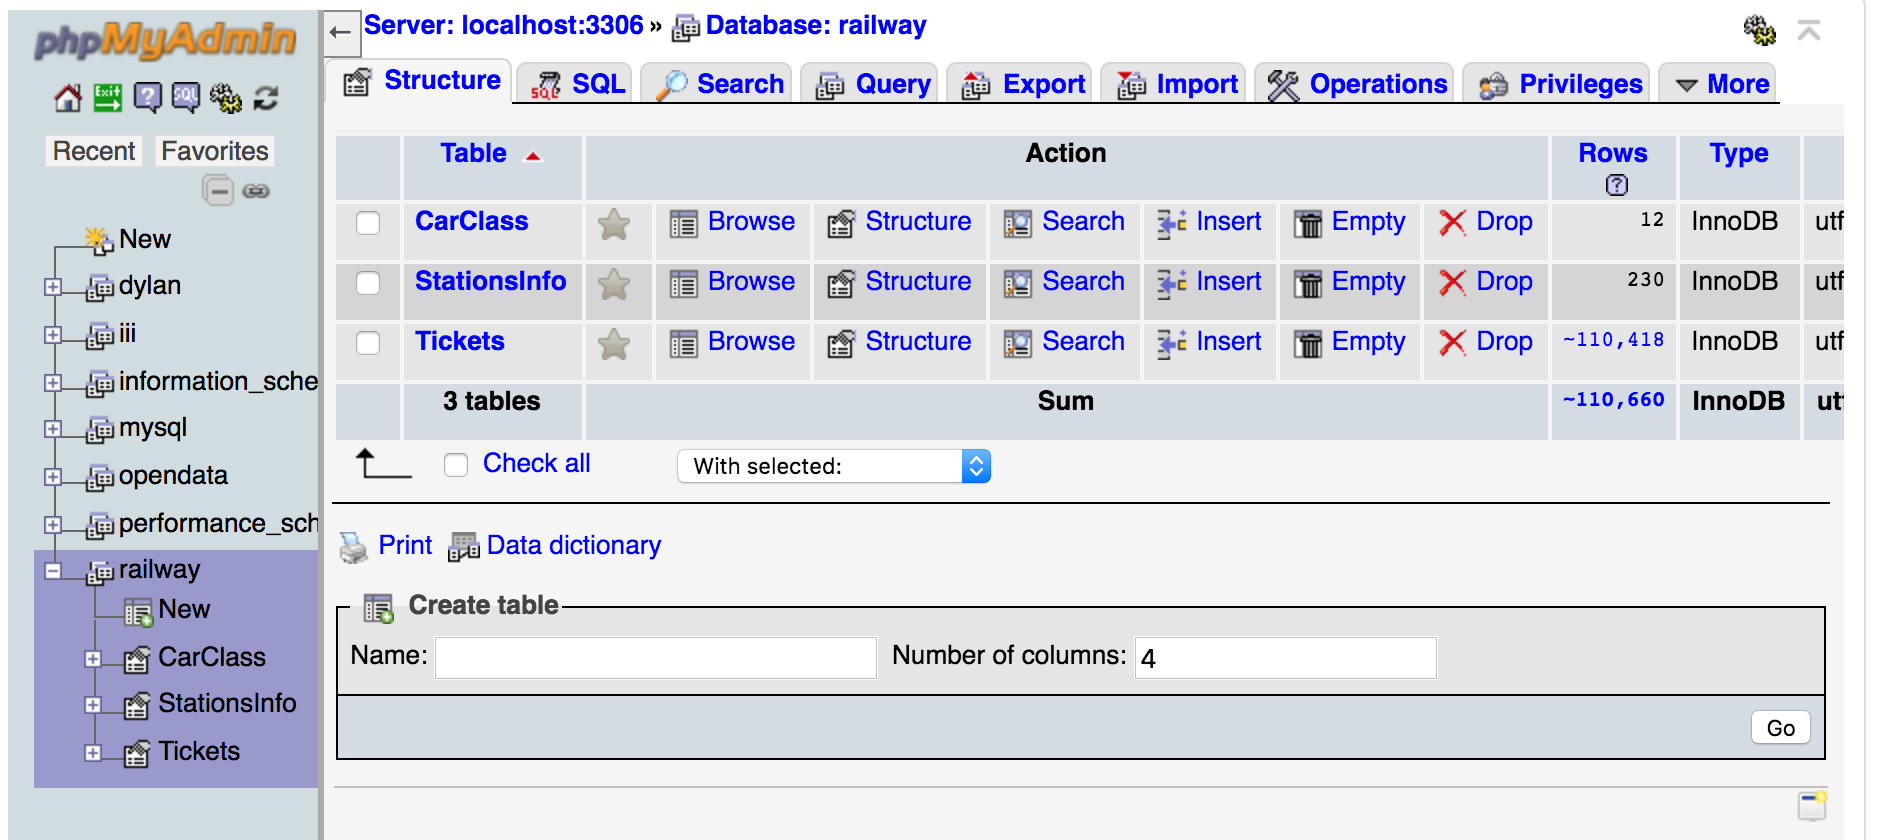 phpMyAdmin
Recent Favorites
New
dylan
iii
information_sche
mysql
opendata
performance_sch
railway
New
CarClass
StationsInfo
Tickets
Server: localhost:3306 » Database: railway
Structure SQL Search Query Export Import Operations Privileges More
Table Action Rows Type
CarClass Browse Structure Search Insert Empty Drop 12 InnoDB utf
StationsInfo Browse Structure Search Insert Empty Drop 230 InnoDB utf
Tickets Browse Structure Search Insert Empty Drop ~110,418 InnoDB utf
3 tables Sum ~110,660 InnoDB utf
Check all With selected:
Print Data dictionary
Create table
Name: Number of columns: 4
Go